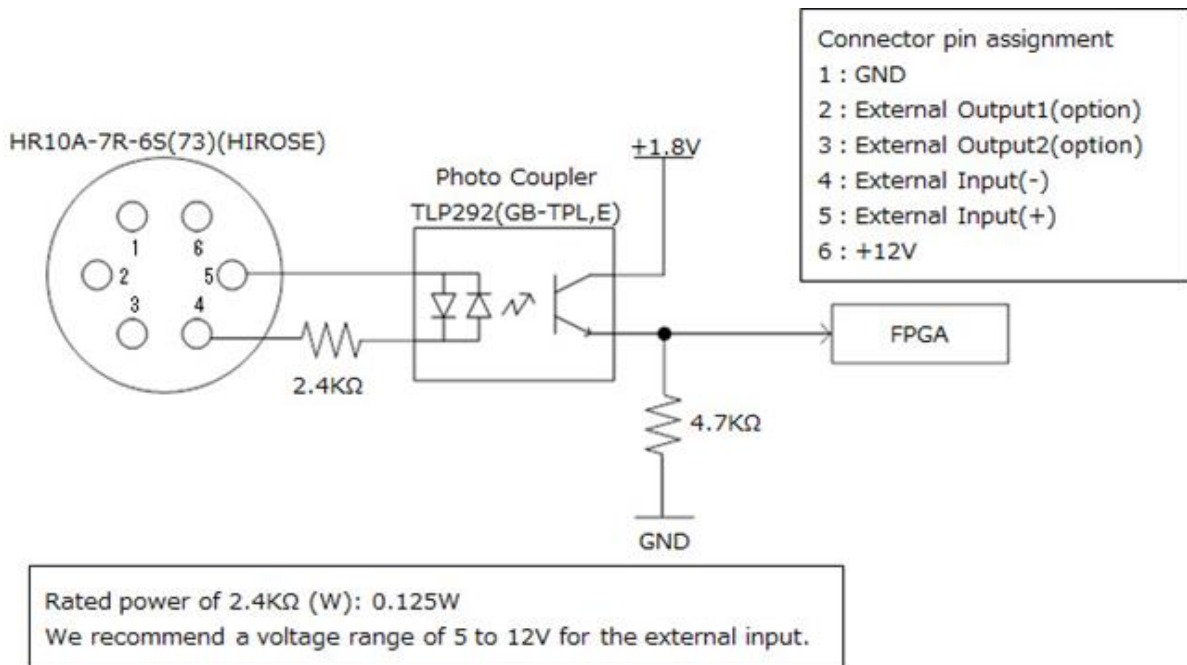 Connector pin assignment
1 : GND
2 : External Output1(option)
3 : External Output2(option)
4 : External Input(-)
5 : External Input(+)
6 : +12V
HR10A-7R-6S(73)(HIROSE)
1
6
2
5
3
4
2.4KΩ
Photo Coupler
TLP292(GB-TPL,E)
+1.8V
FPGA
4.7KΩ
GND
Rated power of 2.4KΩ (W): 0.125W
We recommend a voltage range of 5 to 12V for the external input.